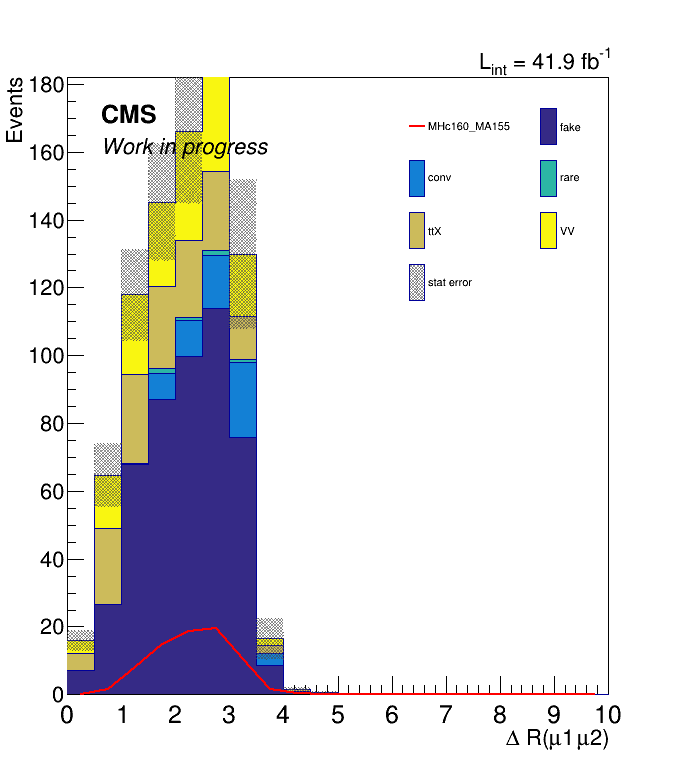 L_int = 41.9 fb^-1
Events
CMS
Work in progress
MHc160_MA155
fake
conv
rare
ttX
VV
stat error
180
160
140
120
100
80
60
40
20
0
0 1 2 3 4 5 6 7 8 9 10
Δ R(μ1μ2)